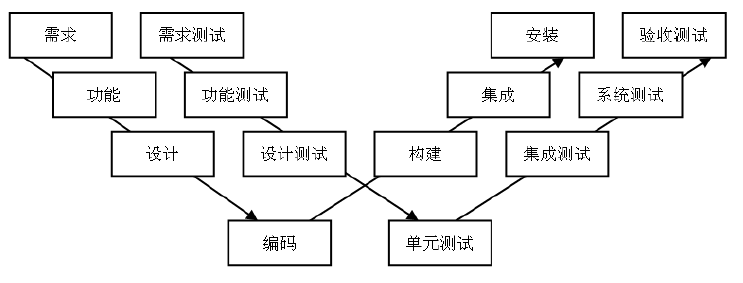 需求
需求测试
安装
验收测试
功能
功能测试
集成
系统测试
设计
设计测试
构建
集成测试
编码
单元测试